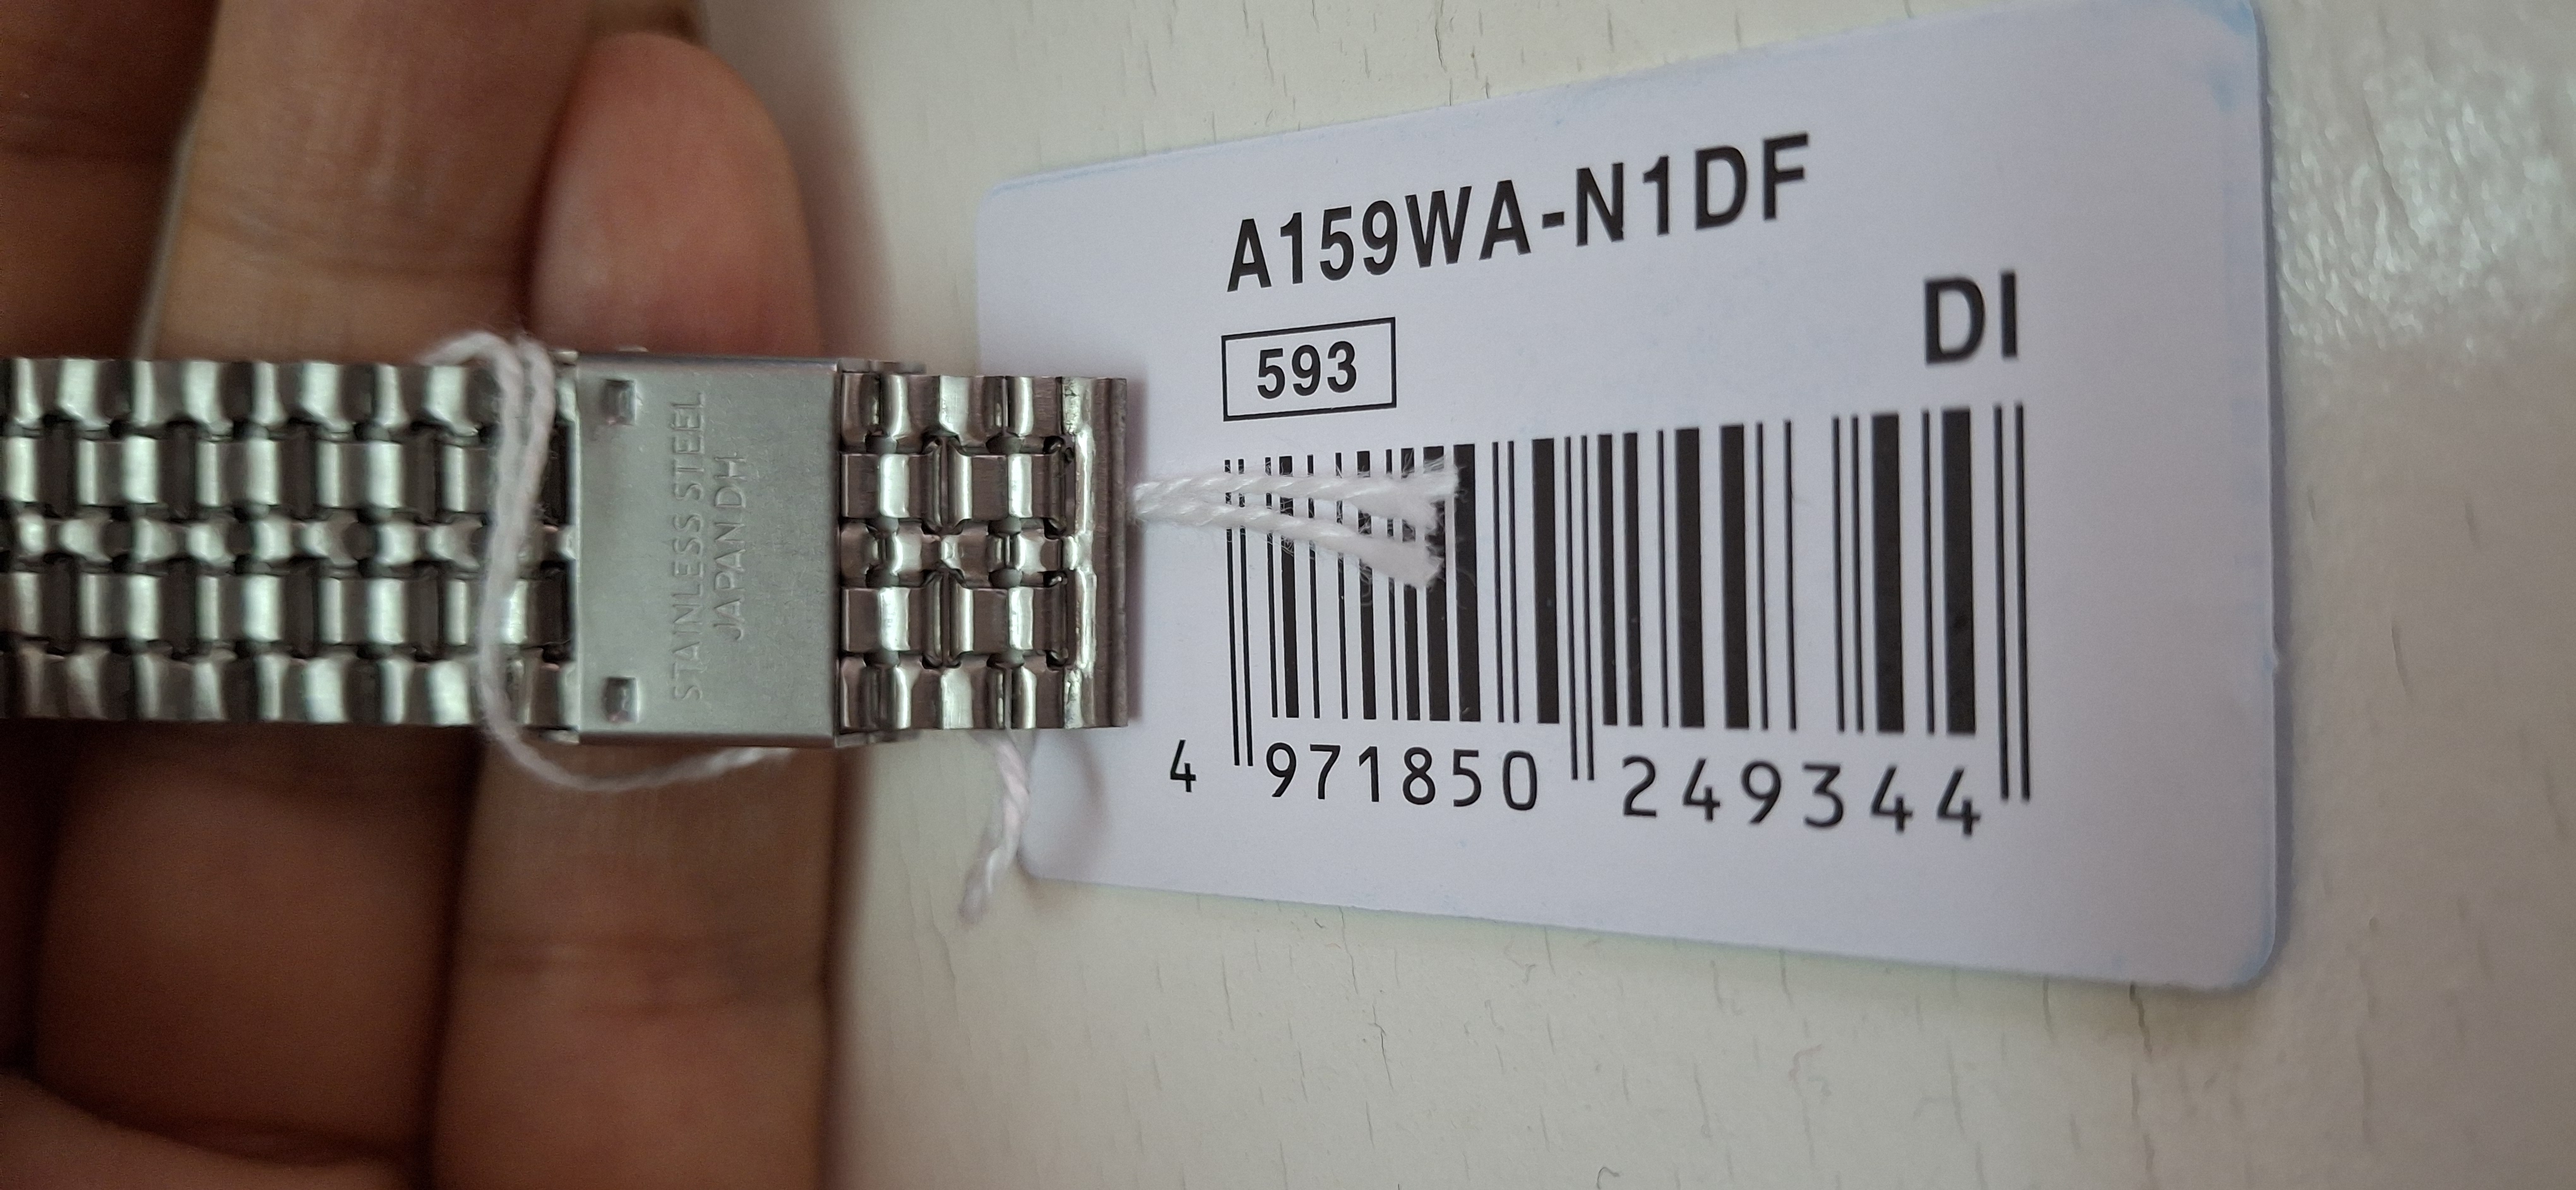 STAINLESS STEEL
JAPAN DH
A159WA-N1DF
DI
593
4 971850 249344